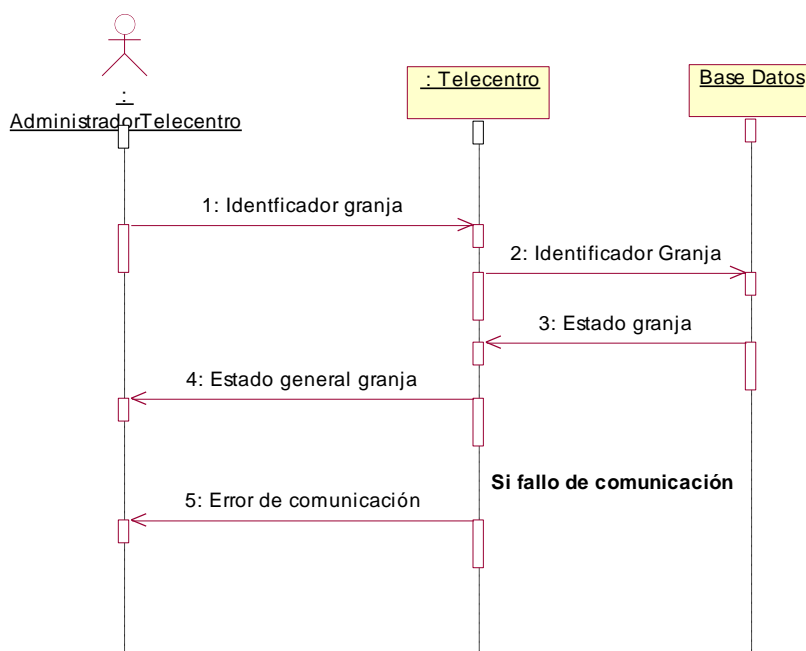 : Telecentro
Base Datos
:
AdministradorTelecentro
1: Identficador granja
2: Identificador Granja
3: Estado granja
4: Estado general granja
Si fallo de comunicación
5: Error de comunicación